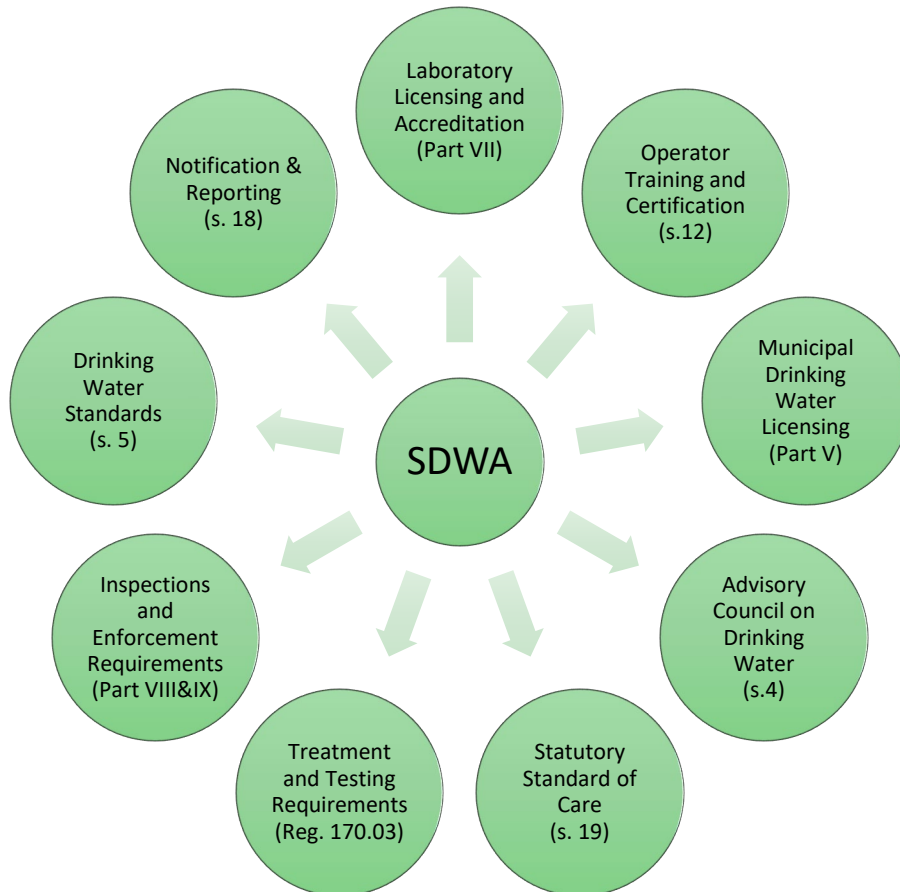 Laboratory
Licensing and
Accreditation
(Part VII)
Operator
Training and
Certification
(s.12)
Municipal
Drinking
Water
Licensing
(Part V)
Advisory
Council on
Drinking
Water
(s.4)
Statutory
Standard of
Care
(s. 19)
Treatment
and Testing
Requirements
(Reg. 170.03)
Inspections
and
Enforcement
Requirements
(Part VIII&IX)
Drinking
Water
Standards
(s. 5)
Notification &
Reporting
(s. 18)
SDWA